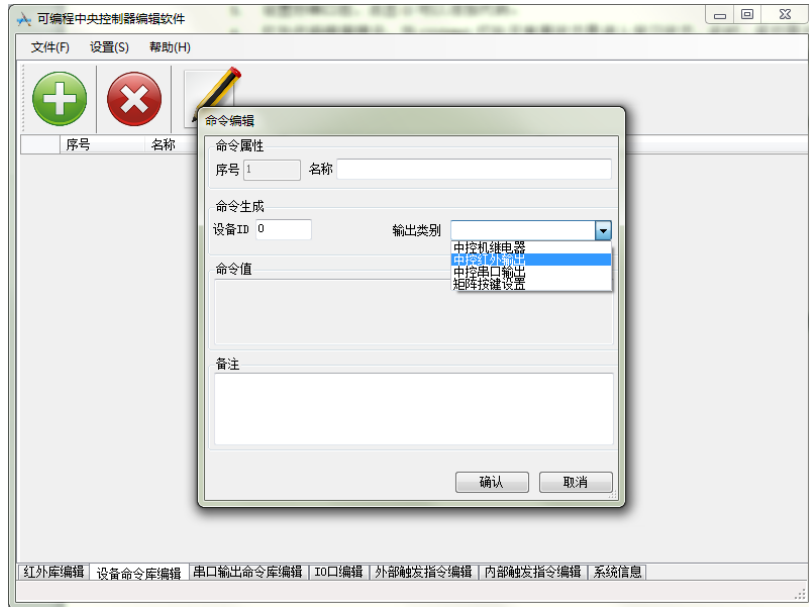 可编程中央控制器编辑软件
文件(F) 设置(S) 帮助(H)
序号 名称
命令编辑
命令属性
序号 1 名称
命令生成
设备ID 0 输出类别
中控机继电器
中控红外输出
中控串口输出
矩阵按键设置
命令值
备注
确认 取消
红外库编辑 设备命令库编辑 串口输出命令库编辑 IO口编辑 外部触发指令编辑 内部触发指令编辑 系统信息